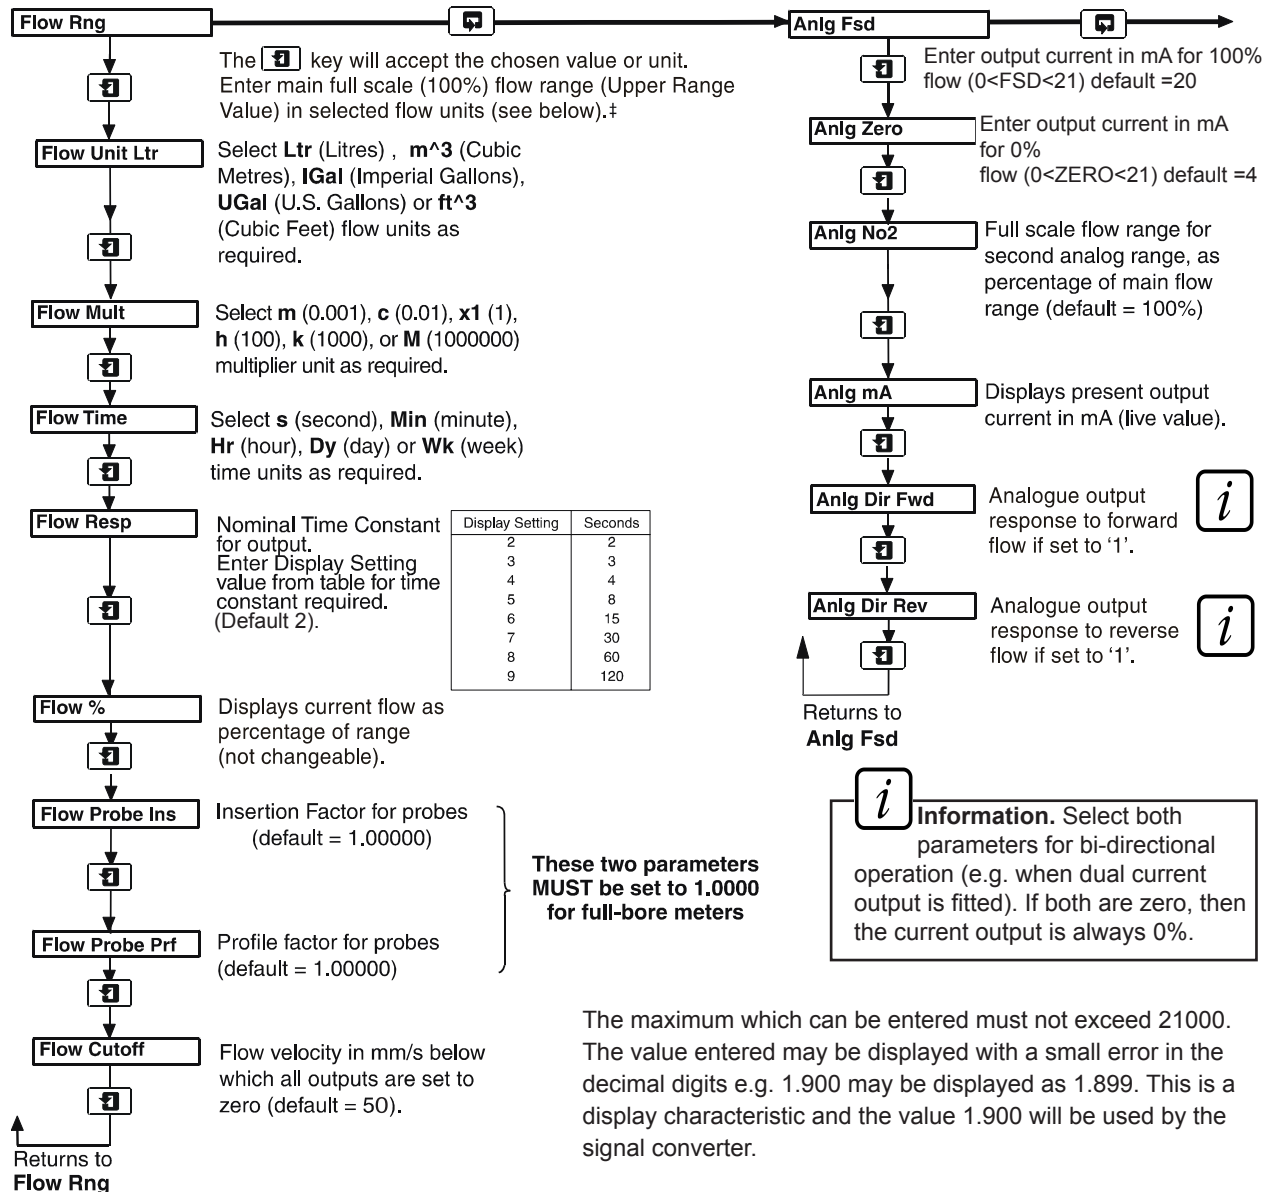 Flow Rng
The key will accept the chosen value or unit.
Enter main full scale (100%) flow range (Upper Range
Value) in selected flow units (see below).‡
Flow Unit Ltr
Select Ltr (Litres) , m^3 (Cubic
Metres), IGal (Imperial Gallons),
UGal (U.S. Gallons) or ft^3
(Cubic Feet) flow units as
required.
Flow Mult
Select m (0.001), c (0.01), x1 (1),
h (100), k (1000), or M (1000000)
multiplier unit as required.
Flow Time
Select s (second), Min (minute),
Hr (hour), Dy (day) or Wk (week)
time units as required.
Flow Resp
Nominal Time Constant
for output.
Enter Display Setting
value from table for time
constant required.
(Default 2).
Display Setting Seconds
2 2
3 3
4 4
5 8
6 15
7 30
8 60
9 120
Flow %
Displays current flow as
percentage of range
(not changeable).
Flow Probe Ins
Insertion Factor for probes
(default = 1.00000)
These two parameters
MUST be set to 1.0000
for full-bore meters
Flow Probe Prf
Profile factor for probes
(default = 1.00000)
Flow Cutoff
Flow velocity in mm/s below
which all outputs are set to
zero (default = 50).
Returns to
Flow Rng
Anlg Fsd
Enter output current in mA for 100%
flow (0<FSD<21) default =20
Anlg Zero
Enter output current in mA
for 0%
flow (0<ZERO<21) default =4
Anlg No2
Full scale flow range for
second analog range, as
percentage of main flow
range (default = 100%)
Anlg mA
Displays present output
current in mA (live value).
Anlg Dir Fwd
Analogue output
response to forward
flow if set to ‘1’.
i
Anlg Dir Rev
Analogue output
response to reverse
flow if set to ‘1’.
i
Returns to
Anlg Fsd
i
Information. Select both
parameters for bi-directional
operation (e.g. when dual current
output is fitted). If both are zero, then
the current output is always 0%.
The maximum which can be entered must not exceed 21000.
The value entered may be displayed with a small error in the
decimal digits e.g. 1.900 may be displayed as 1.899. This is a
display characteristic and the value 1.900 will be used by the
signal converter.